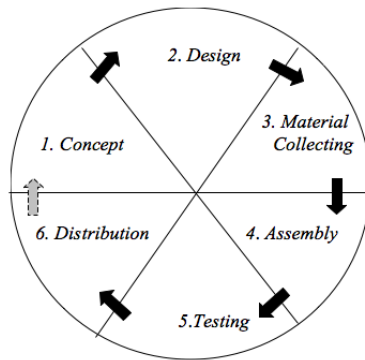 2. Design
3. Material
Collecting
1. Concept
6. Distribution
4. Assembly
5.Testing